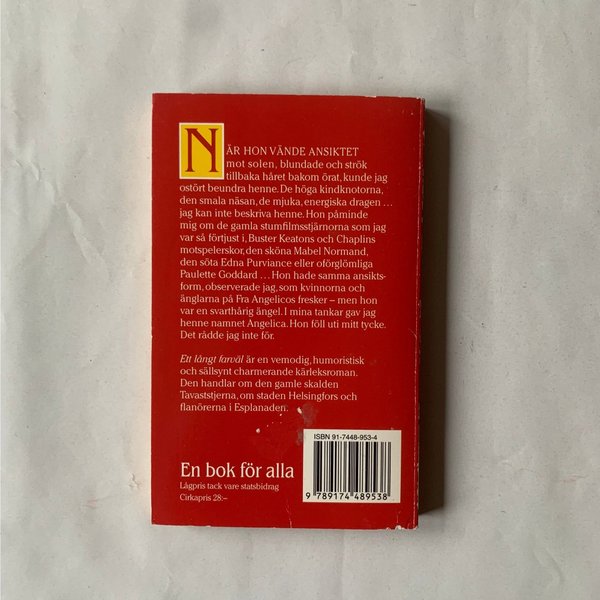 NÄR HON VÄNDE ANSIKTET
mot solen, blundade och strök
tillbaka håret bakom örat, kunde jag
ostört beundra henne. De höga kindknotorna,
den smala näsan, de mjuka, energiska dragen ...
jag kan inte beskriva henne. Hon påminde
mig om de gamla stumfilmsstjärnorna som jag
var så förtjust i, Buster Keatons och Chaplins
motspelerskor, den sköna Mabel Normand,
den söta Edna Purviance eller oförglömliga
Paulette Goddard ... Hon hade samma ansikts-
form, observerade jag, som kvinnorna och
änglarna på Fra Angelicos fresker – men hon
var en svarthårig ängel. I mina tankar gav jag
henne namnet Angelica. Hon föll uti mitt tycke.
Det rådde jag inte för.
Ett långt farväl är en vemodig, humoristisk
och sällsynt charmerande kärleksroman.
Den handlar om den gamle skalden
Tavaststjerna, om staden Helsingfors och
flanörerna i Esplanaden.
ISBN 91-7448-953-4
En bok för alla
Lågpris tack vare statsbidrag
Cirkapris 28:–
9 789174 489538